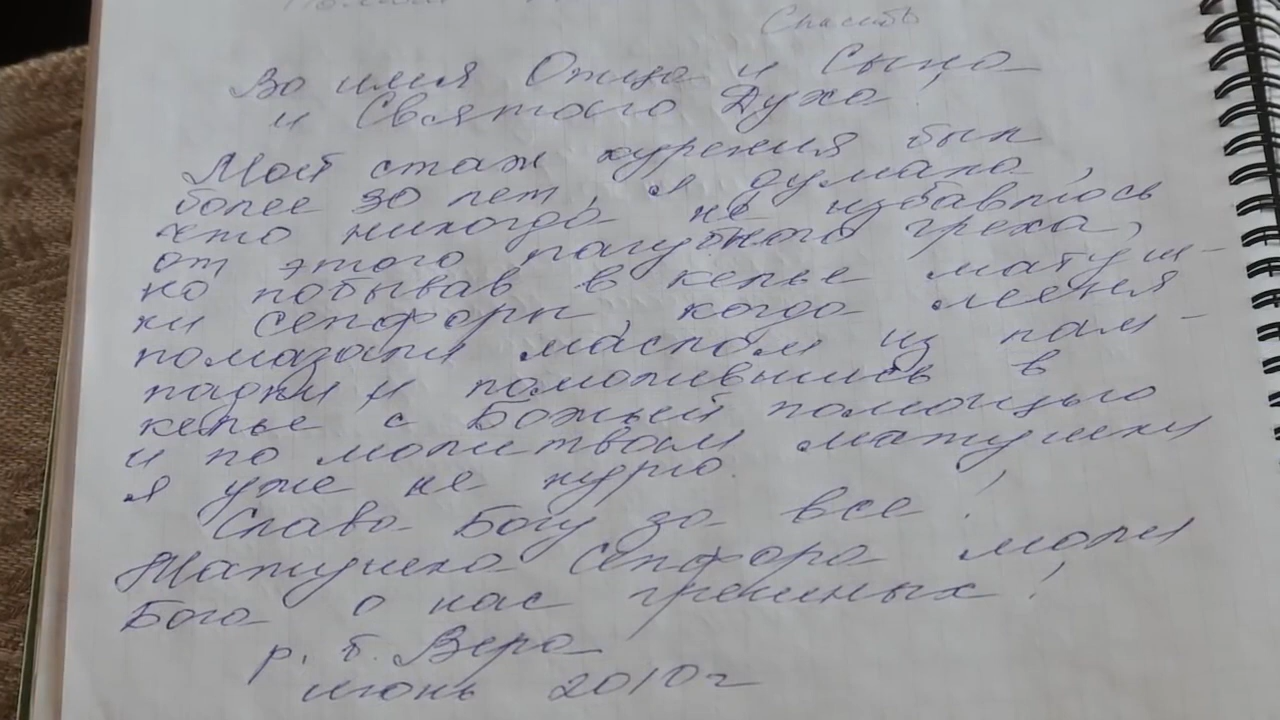 Спасить
Во имя Отца и Сына
и Святого Духа!
Мой стаж курения был
более 30 лет, я думала,
что никогда не избавлюсь
от этого пагубного греха,
но побывав в келье матуш-
ки Сепфоры, когда меня
помазали маслом из лам-
падки и помолившись в
келье с Божьей помощью
и по молитвам матушки
я уже не курю.
Слава Богу за все!
Матушка Сепфора моли
Бога о нас грешных!
р. б. Вера
июнь 2010г